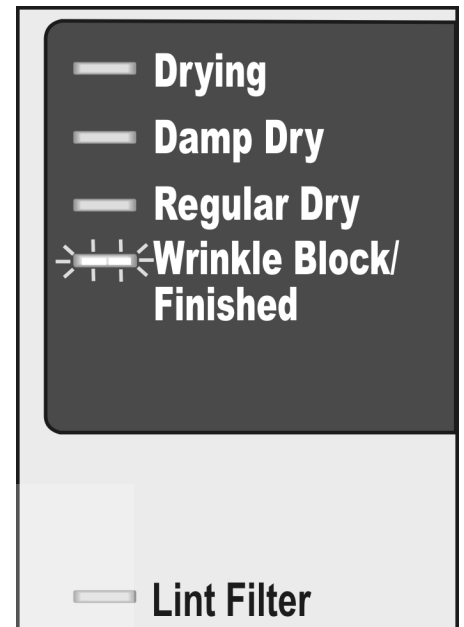 Drying
Damp Dry
Regular Dry
Wrinkle Block/
Finished
Lint Filter